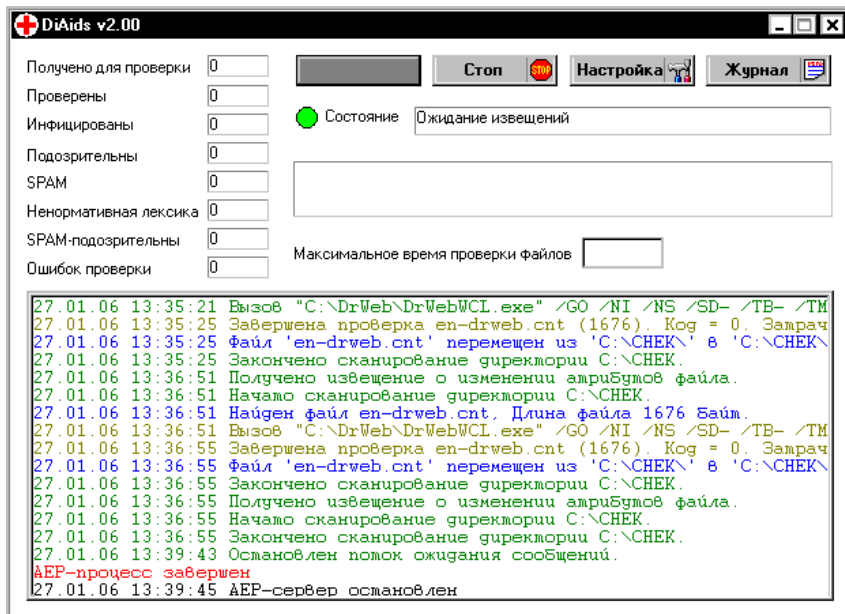 DiAids v2.00
Получено для проверки 0
Проверены 0
Инфицированы 0
Подозрительны 0
SPAM 0
Ненормативная лексика 0
SPAM-подозрительны 0
Ошибок проверки 0
Стоп STOP Настройка Журнал
Состояние Ожидание извещений
Максимальное время проверки файлов
27.01.06 13:35:21 Вызов "C:\DrWeb\DrWebWCL.exe" /GO /NI /NS /SD- /TB- /TM
27.01.06 13:35:25 Завершена проверка en-drweb.cnt (1676). Код = 0. Затрач
27.01.06 13:35:25 Файл 'en-drweb.cnt' перемещен из 'C:\CHEK\' в 'C:\CHEK\
27.01.06 13:35:25 Закончено сканирование директории C:\CHEK.
27.01.06 13:36:51 Получено извещение о изменении атрибутов файла.
27.01.06 13:36:51 Начато сканирование директории C:\CHEK.
27.01.06 13:36:51 Найден файл en-drweb.cnt, Длина файла 1676 байт.
27.01.06 13:36:51 Вызов "C:\DrWeb\DrWebWCL.exe" /GO /NI /NS /SD- /TB- /TM
27.01.06 13:36:55 Завершена проверка en-drweb.cnt (1676). Код = 0. Затрач
27.01.06 13:36:55 Файл 'en-drweb.cnt' перемещен из 'C:\CHEK\' в 'C:\CHEK\
27.01.06 13:36:55 Закончено сканирование директории C:\CHEK.
27.01.06 13:36:55 Получено извещение о изменении атрибутов файла.
27.01.06 13:36:55 Начато сканирование директории C:\CHEK.
27.01.06 13:36:55 Закончено сканирование директории C:\CHEK.
27.01.06 13:39:43 Остановлен поток ожидания сообщений.
АЕР-процесс завершен
27.01.06 13:39:45 АЕР-сервер остановлен